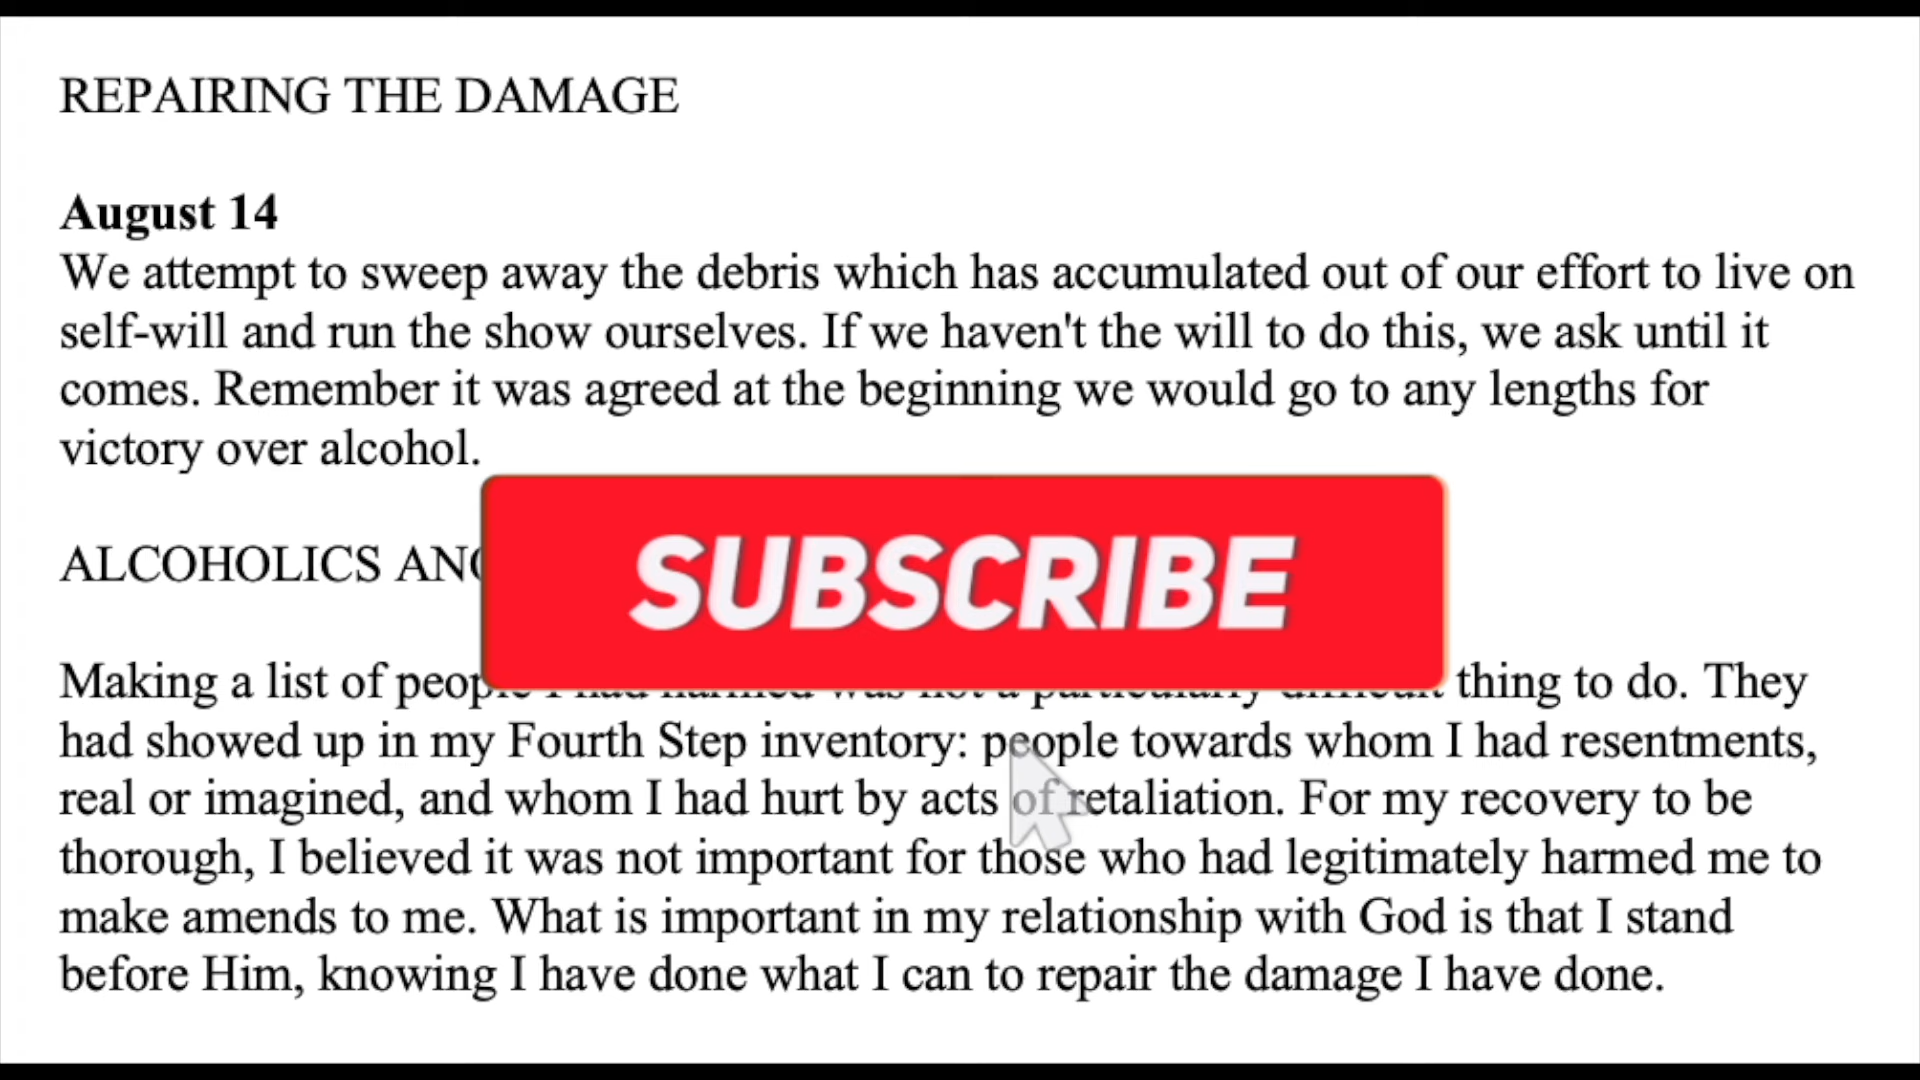 REPAIRING THE DAMAGE
August 14
We attempt to sweep away the debris which has accumulated out of our effort to live on
self-will and run the show ourselves. If we haven't the will to do this, we ask until it
comes. Remember it was agreed at the beginning we would go to any lengths for
victory over alcohol.
ALCOHOLICS
SUBSCRIBE
Making a list of people I had harmed was not a particularly difficult thing to do. They
had showed up in my Fourth Step inventory: people towards whom I had resentments,
real or imagined, and whom I had hurt by acts of retaliation. For my recovery to be
thorough, I believed it was not important for those who had legitimately harmed me to
make amends to me. What is important in my relationship with God is that I stand
before Him, knowing I have done what I can to repair the damage I have done.